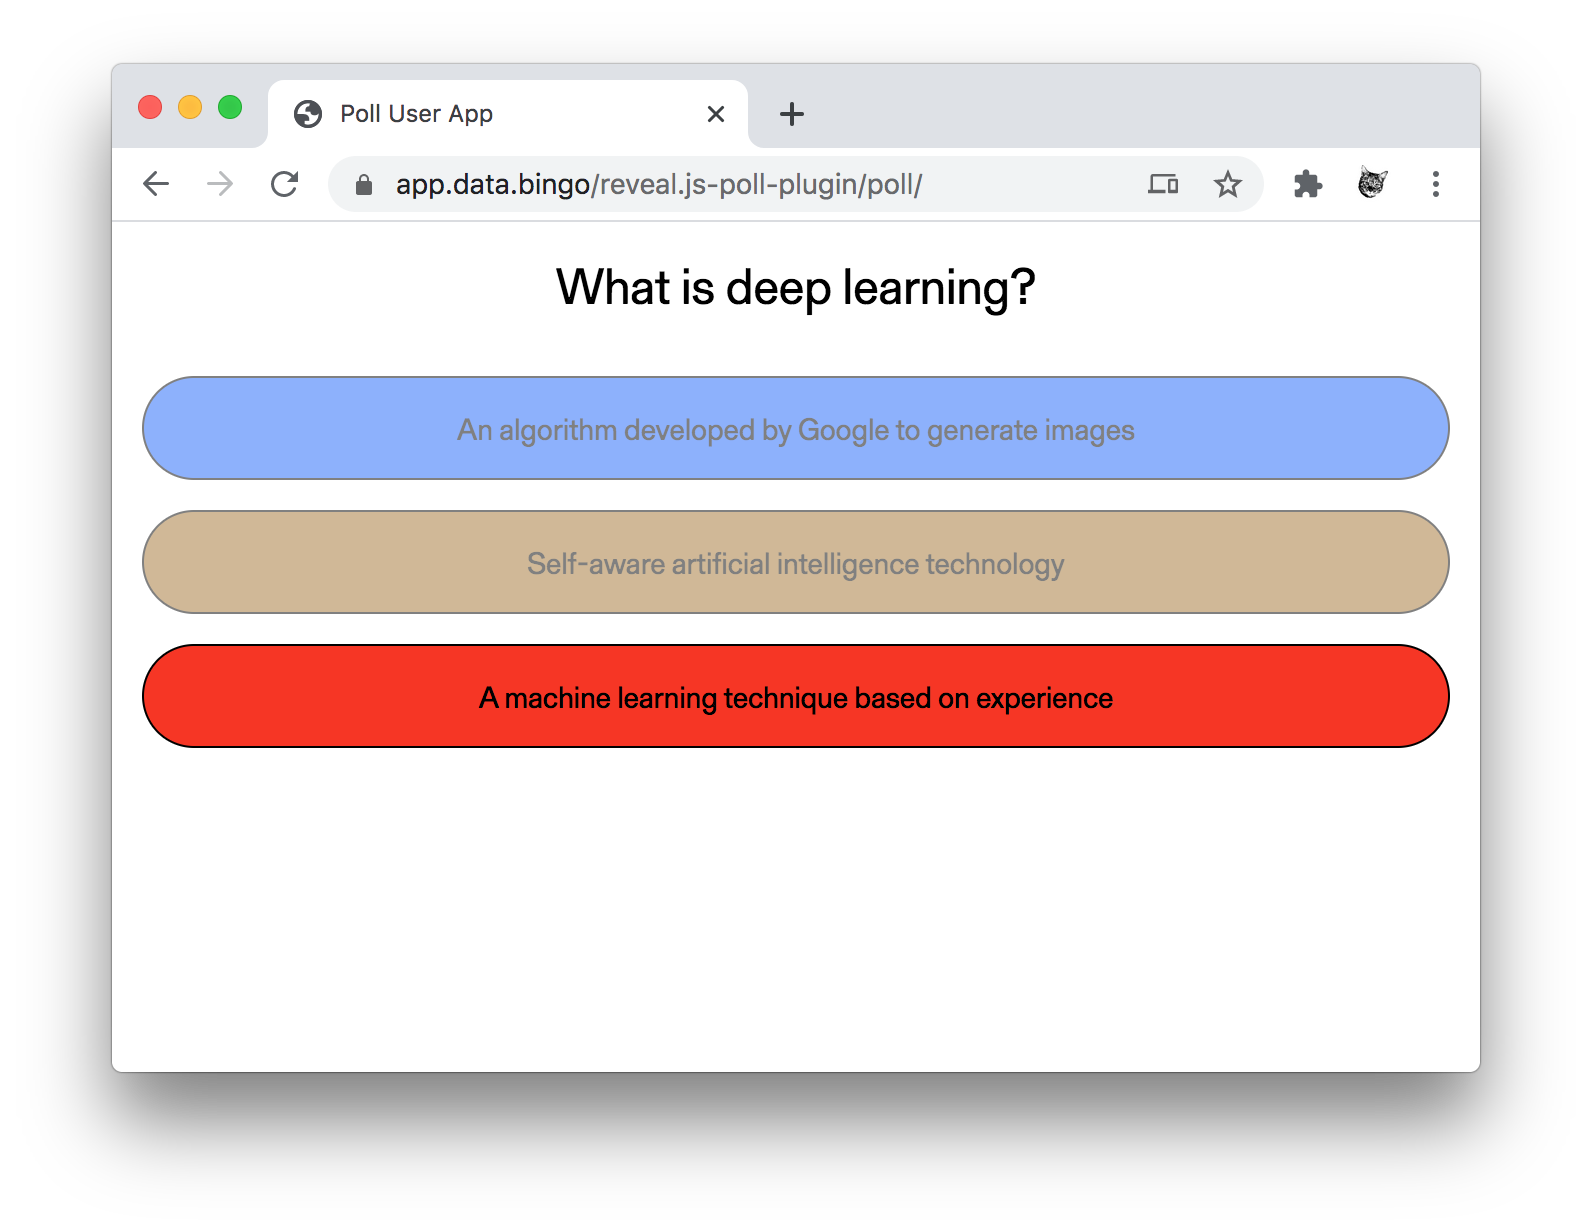 Poll User App
app.data.bingo/reveal.js-poll-plugin/poll/
What is deep learning?
An algorithm developed by Google to generate images
Self-aware artificial intelligence technology
A machine learning technique based on experience